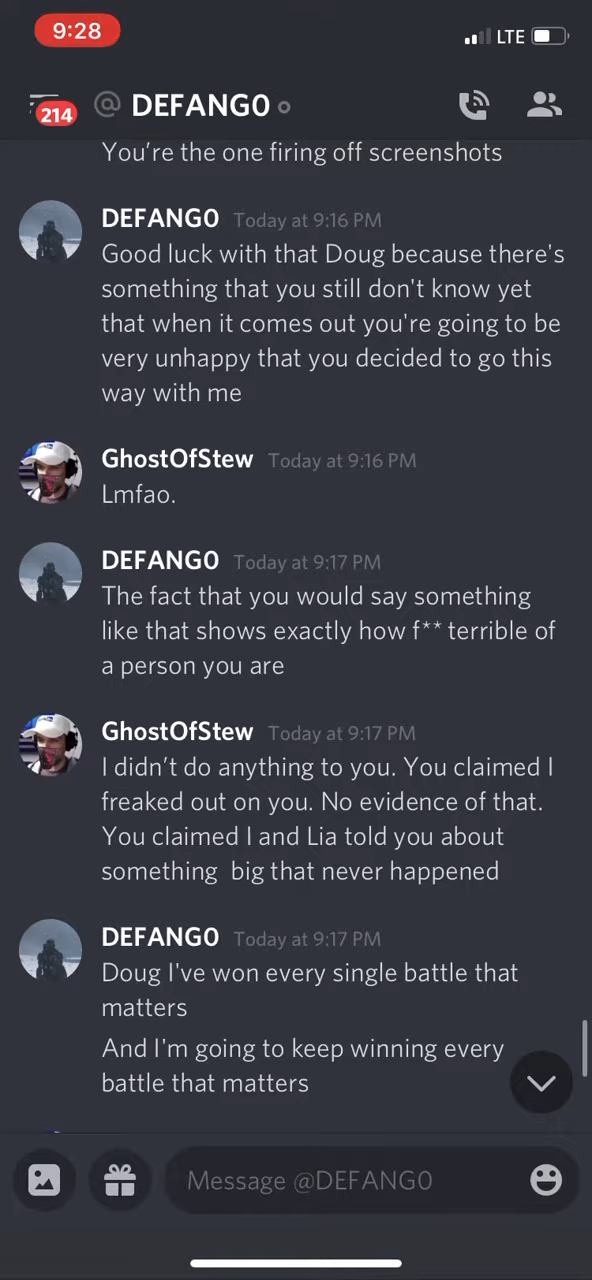 9:28
LTE
214
@ DEFANG0
You're the one firing off screenshots
DEFANG0 Today at 9:16 PM
Good luck with that Doug because there's
something that you still don't know yet
that when it comes out you're going to be
very unhappy that you decided to go this
way with me
GhostOfStew Today at 9:16 PM
Lmfao.
DEFANG0 Today at 9:17 PM
The fact that you would say something
like that shows exactly how f** terrible of
a person you are
GhostOfStew Today at 9:17 PM
I didn't do anything to you. You claimed I
freaked out on you. No evidence of that.
You claimed I and Lia told you about
something  big that never happened
DEFANG0 Today at 9:17 PM
Doug I've won every single battle that
matters
And I'm going to keep winning every
battle that matters
Message @DEFANG0